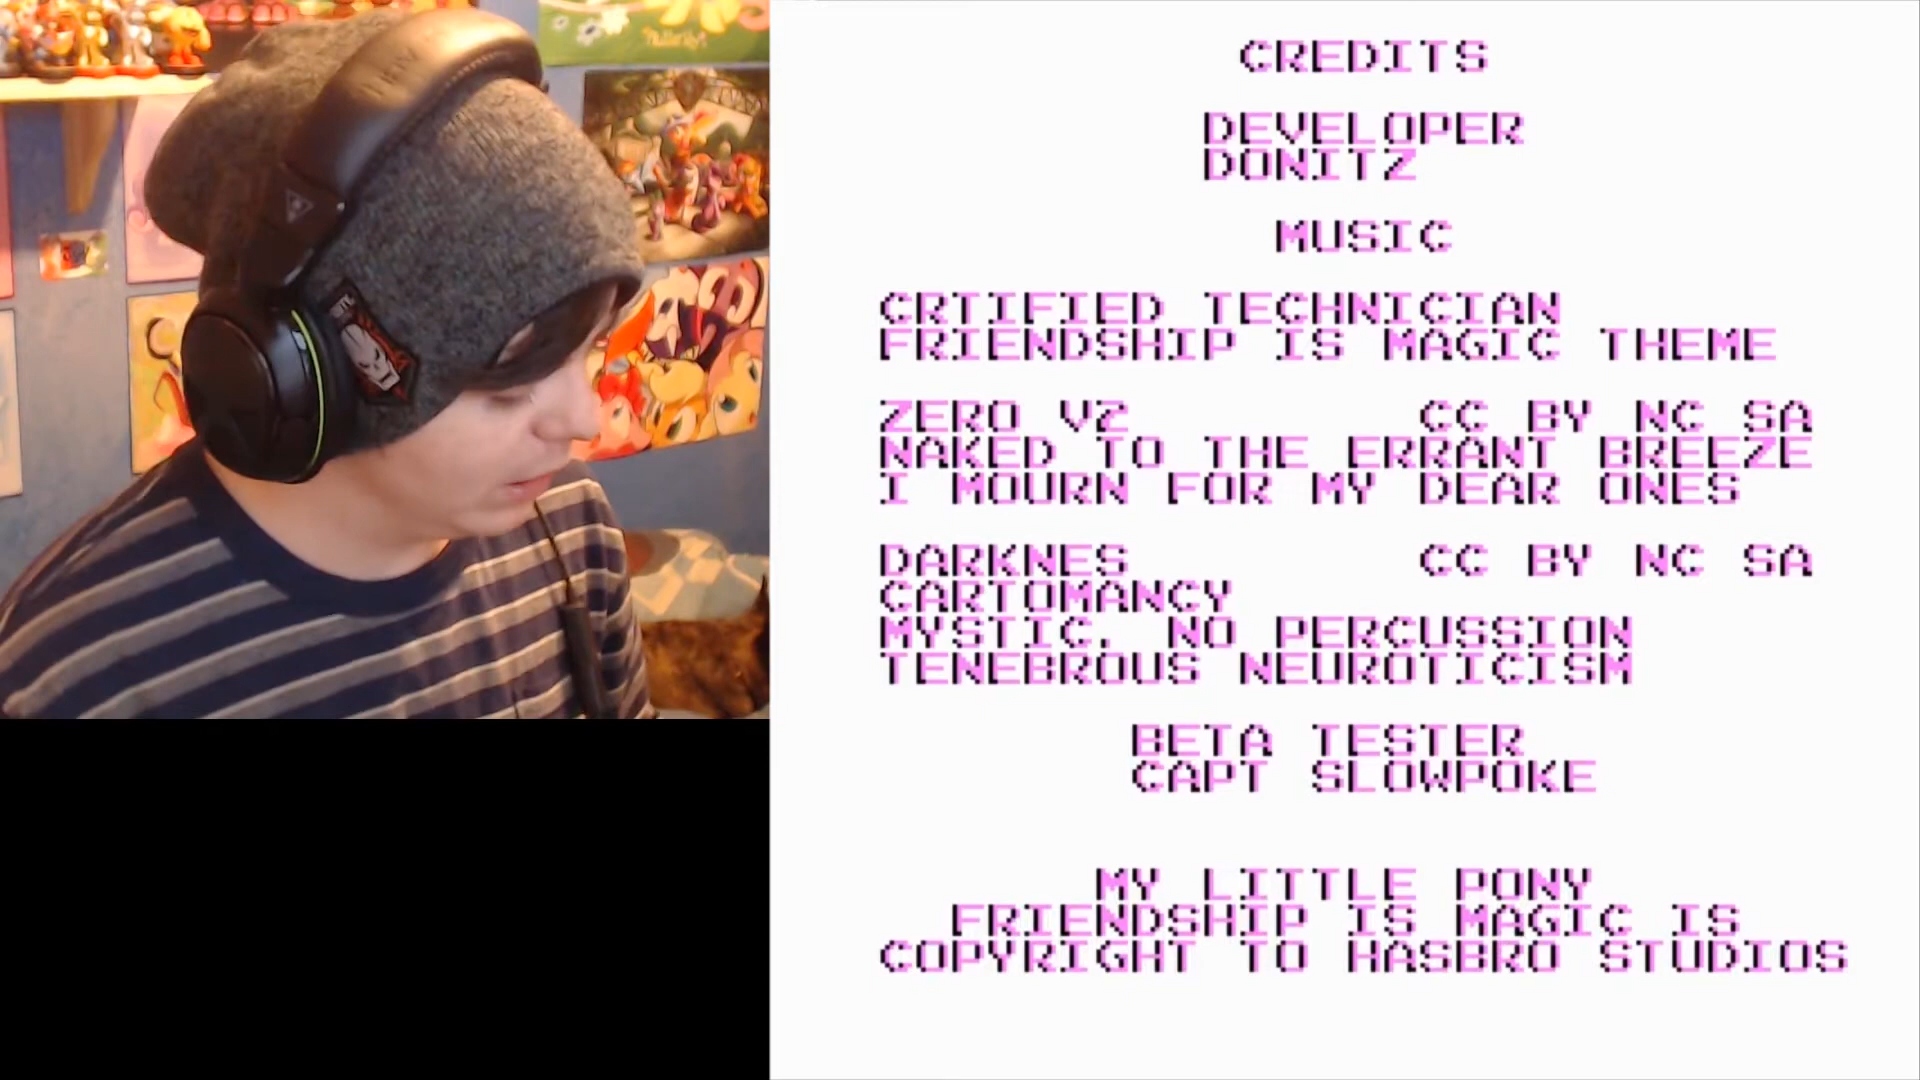 CREDITS
DEVELOPER
DONITZ
MUSIC
CRTIFIED TECHNICIAN
FRIENDSHIP IS MAGIC THEME
ZERO VZ CC BY NC SA
NAKED TO THE ERRANT BREEZE
I MOURN FOR MY DEAR ONES
DARKNES CC BY NC SA
CARTOMANCY
MYSTIC, NO PERCUSSION
TENEBROUS NEUROTICISM
BETA TESTER
CAPT SLOWPOKE
MY LITTLE PONY
FRIENDSHIP IS MAGIC IS
COPYRIGHT TO HASBRO STUDIOS